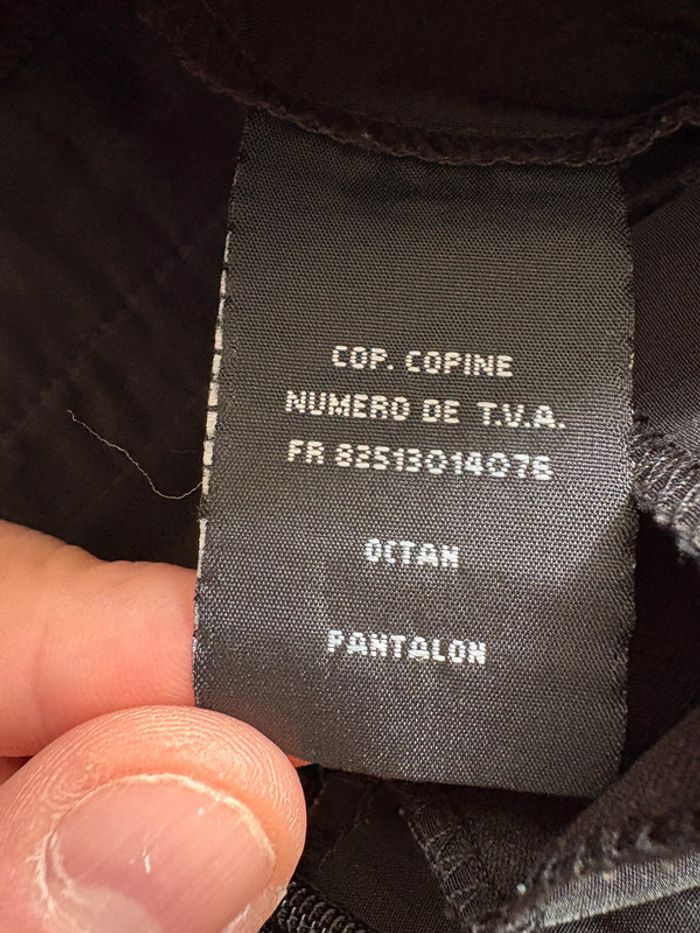 COP. COPINE
NUMERO DE T.V.A.
FR 82513014076
OCTAN
PANTALON